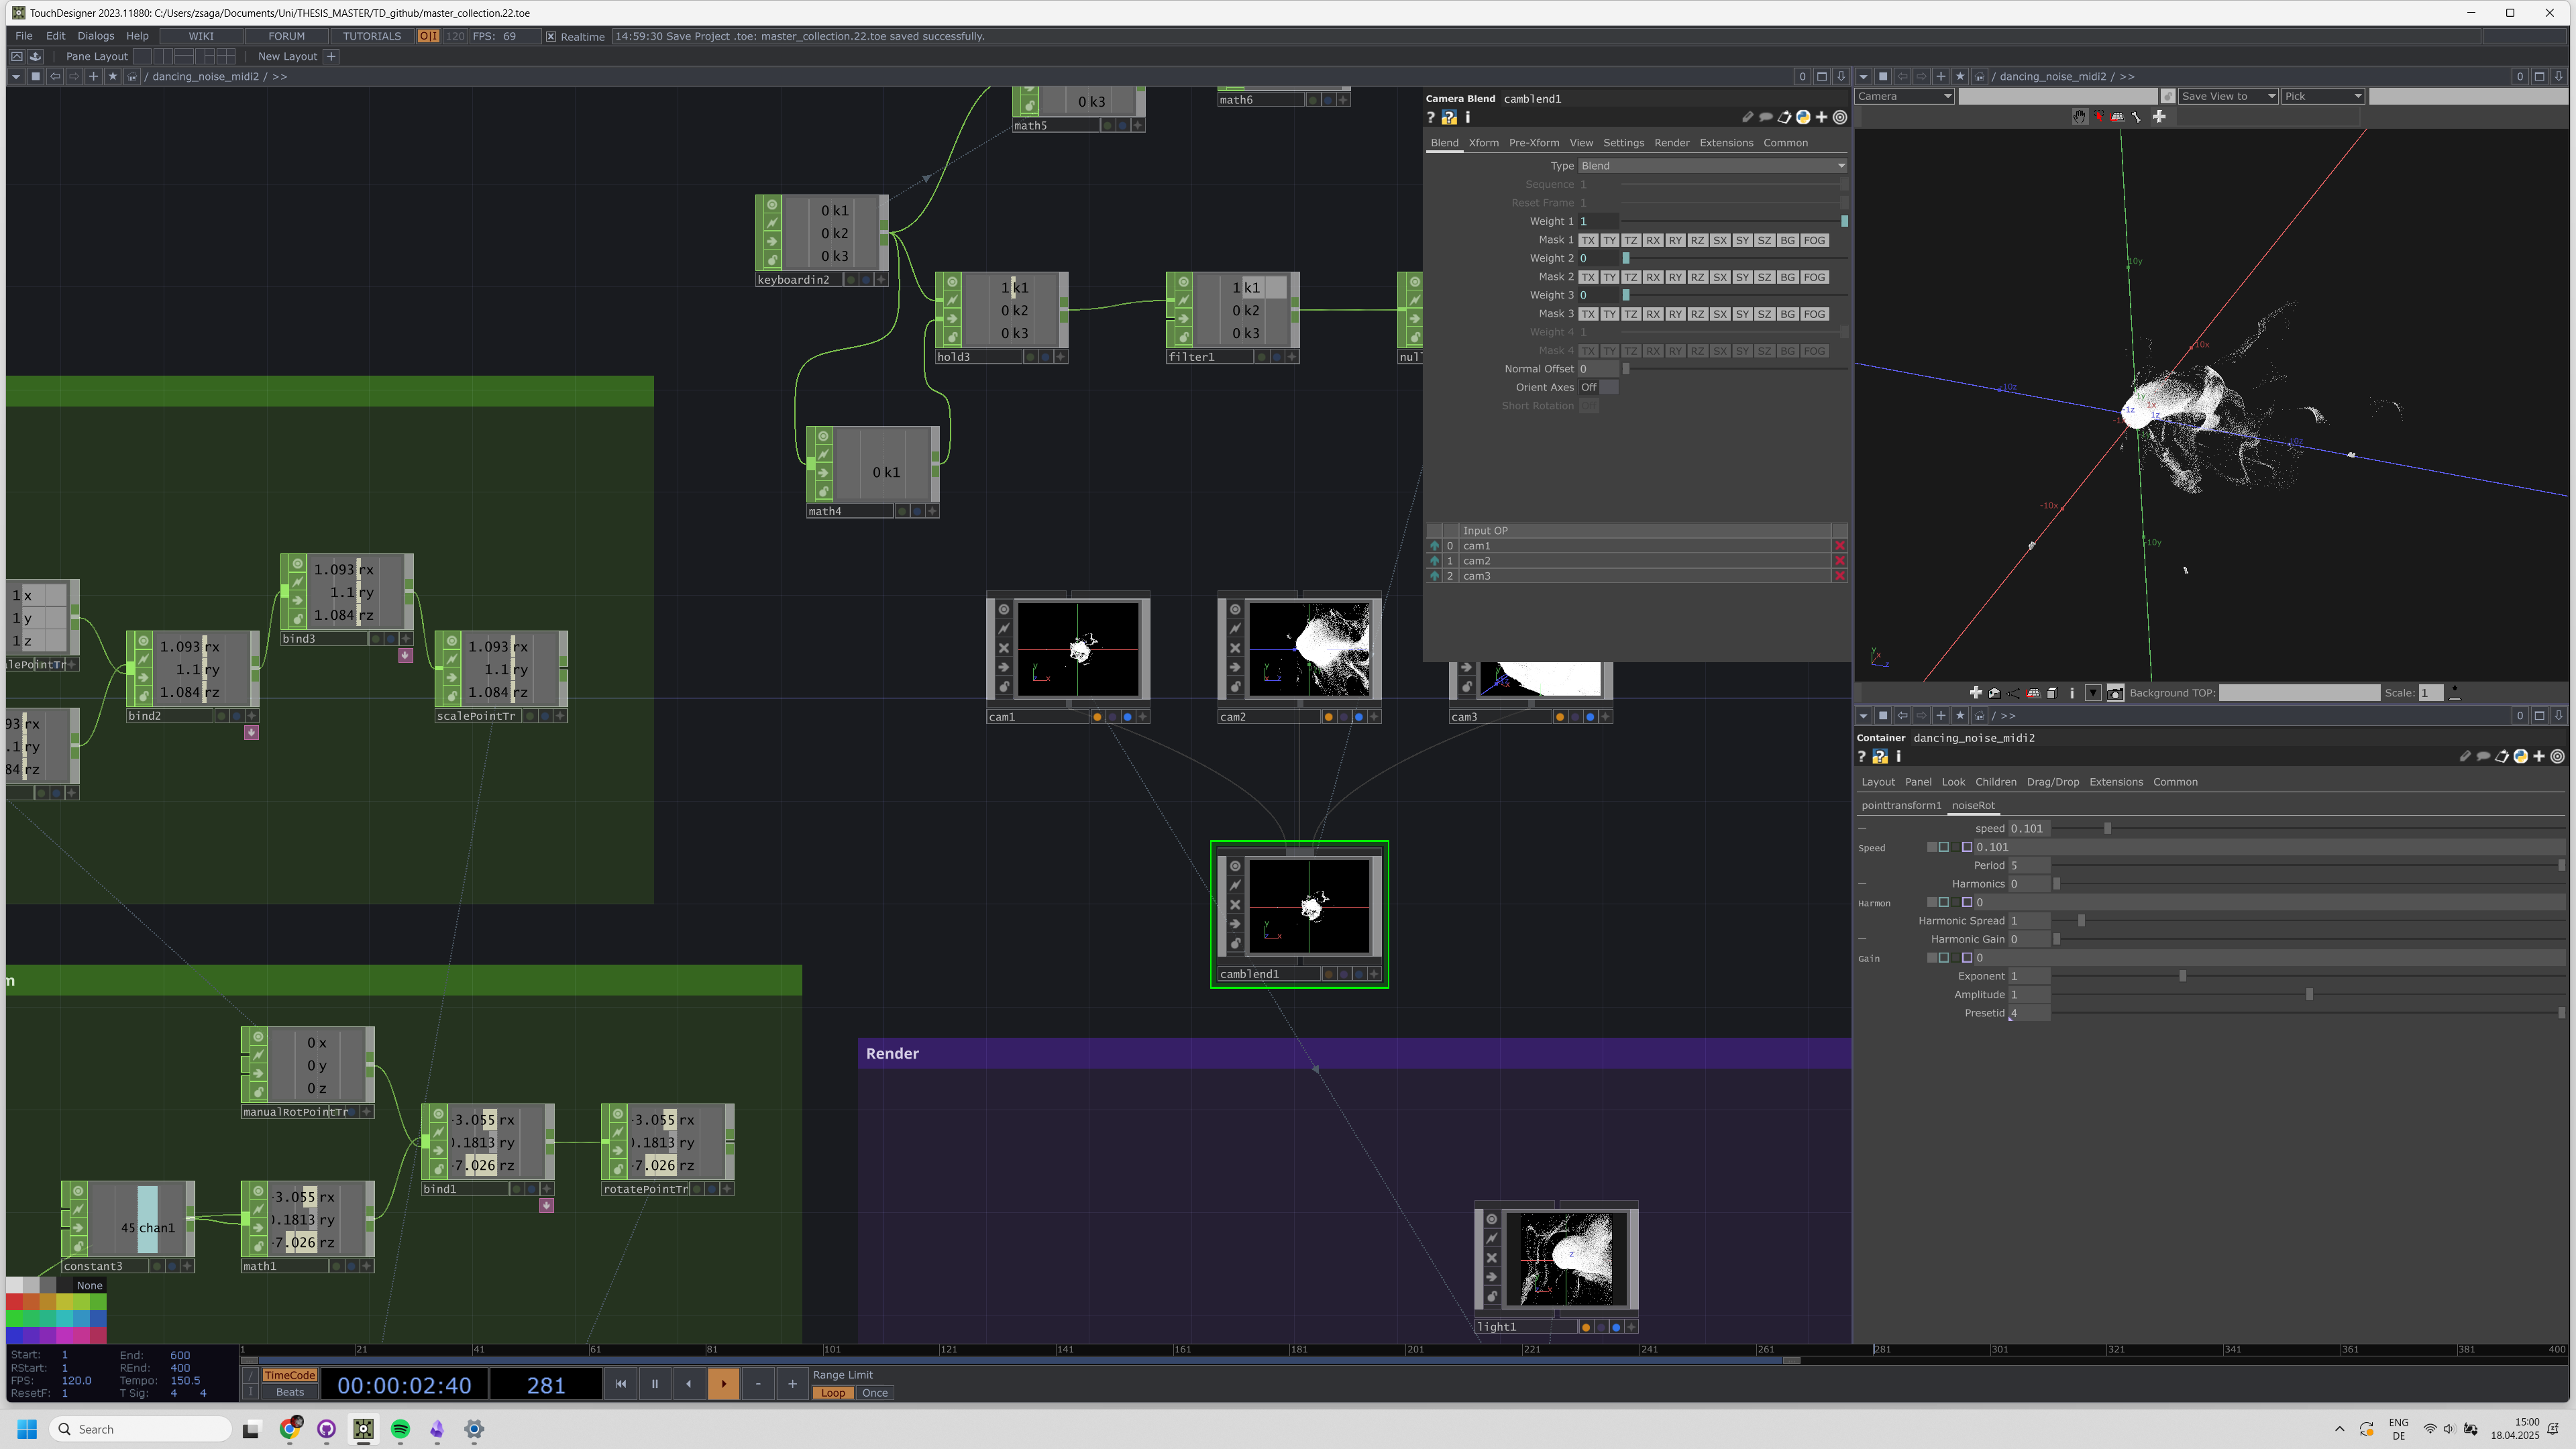 TouchDesigner 2023.11880: C:/Users/zsaga/Documents/Uni/THESIS_MASTER/TD_github/master_collection.22.toe
File Edit Dialogs Help WIKI FORUM TUTORIALS O|I 120 FPS: 69 Realtime 14:59:30 Save Project .toe: master_collection.22.toe saved successfully.
Pane Layout New Layout
/ dancing_noise_midi2 / >> 0
0 k3
math5
math6
0 k1
0 k2
0 k3
keyboardin2
1 k1
0 k2
0 k3
hold3
1 k1
0 k2
0 k3
filter1
null
0 k1
math4
1 x
1 y
1 z
alePointTr
1.093 rx
1.1 ry
1.084 rz
bind3
1.093 rx
1.1 ry
1.084 rz
bind2
1.093 rx
1.1 ry
1.084 rz
scalePointTr
93 rx
.1 ry
84 rz
cam1
cam2
cam3
camblend1
m
0 x
0 y
0 z
manualRotPointTr
-3.055 rx
0.1813 ry
-7.026 rz
bind1
-3.055 rx
0.1813 ry
-7.026 rz
rotatePointTr
45 chan1
constant3
-3.055 rx
0.1813 ry
-7.026 rz
math1
None
Render
light1
Camera Blend camblend1
Blend Xform Pre-Xform View Settings Render Extensions Common
Type Blend
Sequence 1
Reset Frame 1
Weight 1 1
Mask 1 TX TY TZ RX RY RZ SX SY SZ BG FOG
Weight 2 0
Mask 2 TX TY TZ RX RY RZ SX SY SZ BG FOG
Weight 3 0
Mask 3 TX TY TZ RX RY RZ SX SY SZ BG FOG
Weight 4 1
Mask 4 TX TY TZ RX RY RZ SX SY SZ BG FOG
Normal Offset 0
Orient Axes Off
Short Rotation
Input OP
0 cam1
1 cam2
2 cam3
/ dancing_noise_midi2 / >> 0
Camera Save View to Pick
10y
10x
-10z
1x
-1z
1z
10z
-10x
-10y
Background TOP: Scale: 1
/ >> 0
Container dancing_noise_midi2
Layout Panel Look Children Drag/Drop Extensions Common
pointtransform1 noiseRot
speed 0.101
Speed 0.101
Period 5
Harmonics 0
Harmon 0
Harmonic Spread 1
Harmonic Gain 0
Gain 0
Exponent 1
Amplitude 1
Presetid 4
Start: 1 End: 600
RStart: 1 REnd: 400
FPS: 120.0 Tempo: 150.5
ResetF: 1 T Sig: 4 4
1 21 41 61 81 101 121 141 161 181 201 221 241 261 281 301 321 341 361 381 400
TimeCode
Beats
00:00:02:40
281
Range Limit
Loop Once
Search
ENG
DE
15:00
18.04.2025